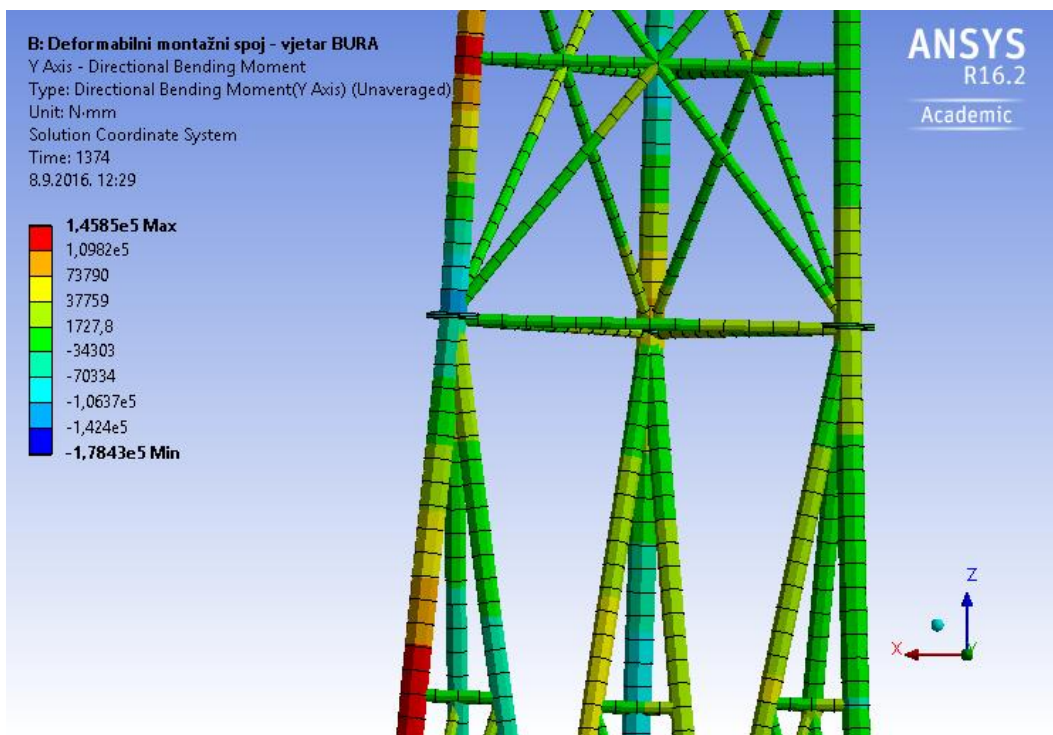 B: Deformabilni montažni spoj - vjetar BURA
Y Axis - Directional Bending Moment
Type: Directional Bending Moment(Y Axis) (Unaveraged)
Unit: N·mm
Solution Coordinate System
Time: 1374
8.9.2016. 12:29
1,4585e5 Max
1,0982e5
73790
37759
1727,8
-34303
-70334
-1,0637e5
-1,424e5
-1,7843e5 Min
ANSYS
R16.2
Academic
Z
X
Y